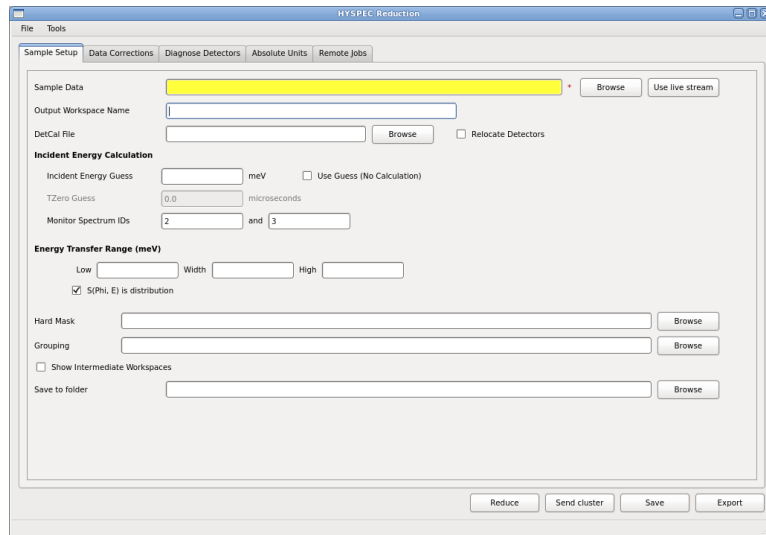 HYSPEC Reduction
File Tools
Sample Setup Data Corrections Diagnose Detectors Absolute Units Remote Jobs
Sample Data * Browse Use live stream
Output Workspace Name
DetCal File Browse Relocate Detectors
Incident Energy Calculation
Incident Energy Guess meV Use Guess (No Calculation)
TZero Guess 0.0 microseconds
Monitor Spectrum IDs 2 and 3
Energy Transfer Range (meV)
Low Width High
S(Phi, E) is distribution
Hard Mask Browse
Grouping Browse
Show Intermediate Workspaces
Save to folder Browse
Reduce Send cluster Save Export